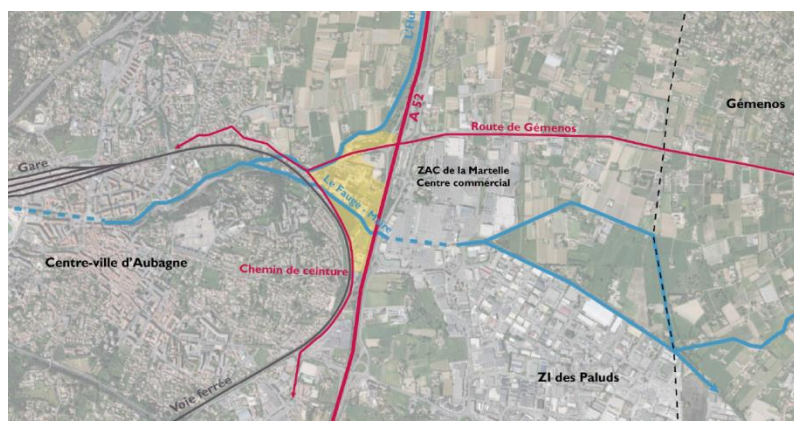 L'Hu
A 52
Gémenos
Route de Gémenos
Gare
ZAC de la Martelle
Centre commercial
Le Fauge - Maïre
Centre-ville d'Aubagne
Chemin de ceinture
ZI des Paluds
Voie ferrée